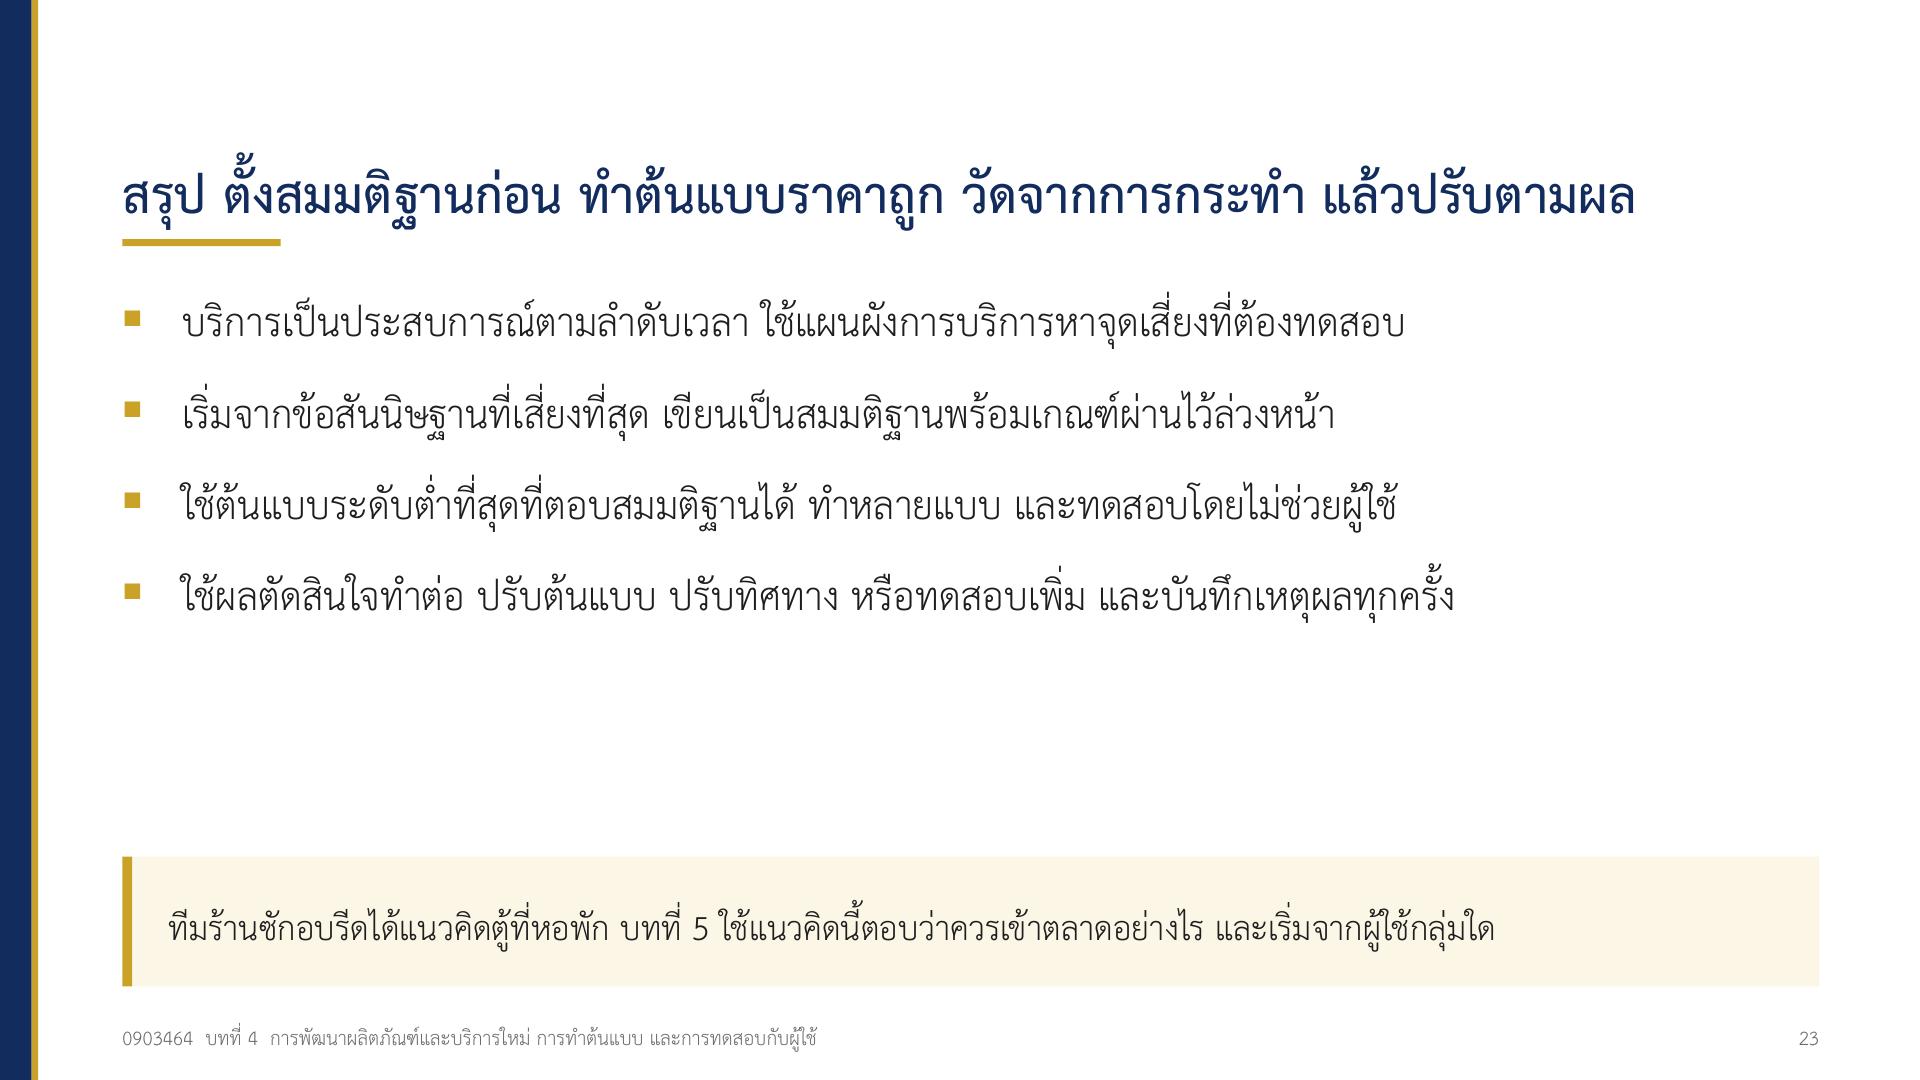 สรุป ตั้งสมมติฐานก่อน ทำต้นแบบราคาถูก วัดจากการกระทำ แล้วปรับตามผล
บริการเป็นประสบการณ์ตามลำดับเวลา ใช้แผนผังการบริการหาจุดเสี่ยงที่ต้องทดสอบ
เริ่มจากข้อสันนิษฐานที่เสี่ยงที่สุด เขียนเป็นสมมติฐานพร้อมเกณฑ์ผ่านไว้ล่วงหน้า
ใช้ต้นแบบระดับต่ำที่สุดที่ตอบสมมติฐานได้ ทำหลายแบบ และทดสอบโดยไม่ช่วยผู้ใช้
ใช้ผลตัดสินใจทำต่อ ปรับต้นแบบ ปรับทิศทาง หรือทดสอบเพิ่ม และบันทึกเหตุผลทุกครั้ง
ทีมร้านซักอบรีดได้แนวคิดตู้ที่หอพัก บทที่ 5 ใช้แนวคิดนี้ตอบว่าควรเข้าตลาดอย่างไร และเริ่มจากผู้ใช้กลุ่มใด
0903464 บทที่ 4 การพัฒนาผลิตภัณฑ์และบริการใหม่ การทำต้นแบบ และการทดสอบกับผู้ใช้
23